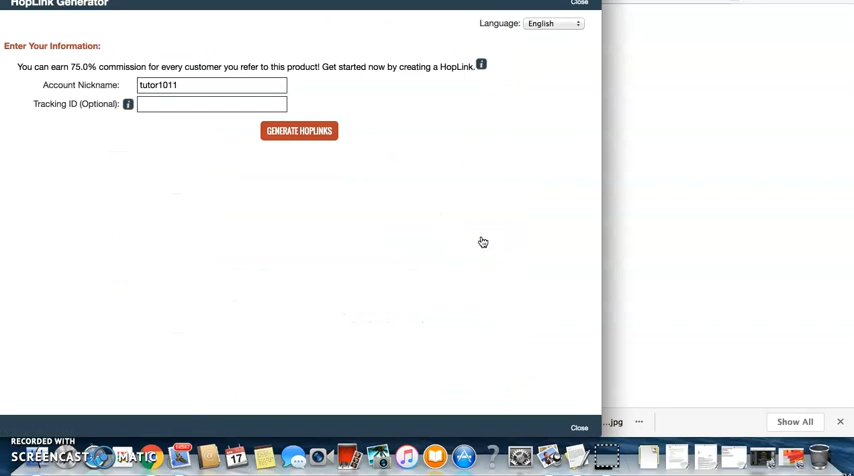 HopLink Generator
Close
Language: English
Enter Your Information:
You can earn 75.0% commission for every customer you refer to this product! Get started now by creating a HopLink.
Account Nickname: tutor1011
Tracking ID (Optional):
GENERATE HOPLINKS
Close
...jpg
Show All
RECORDED WITH
SCREENCAST MATIC
17